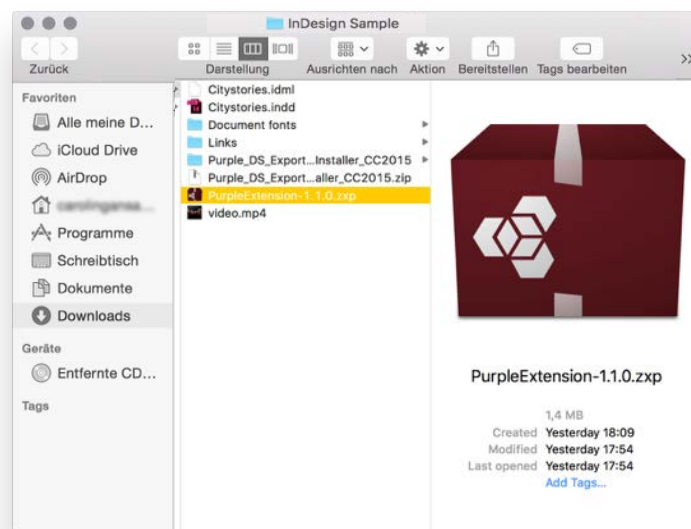 InDesign Sample
Zurück
Darstellung
Ausrichten nach
Aktion
Bereitstellen
Tags bearbeiten
Favoriten
Alle meine D...
iCloud Drive
AirDrop
Programme
Schreibtisch
Dokumente
Downloads
Geräte
Entfernte CD...
Tags
Citystories.idml
Citystories.indd
Document fonts
Links
Purple_DS_Export...Installer_CC2015
Purple_DS_Export...aller_CC2015.zip
PurpleExtension-1.1.0.zxp
video.mp4
PurpleExtension-1.1.0.zxp
1,4 MB
Created Yesterday 18:09
Modified Yesterday 17:54
Last opened Yesterday 17:54
Add Tags...